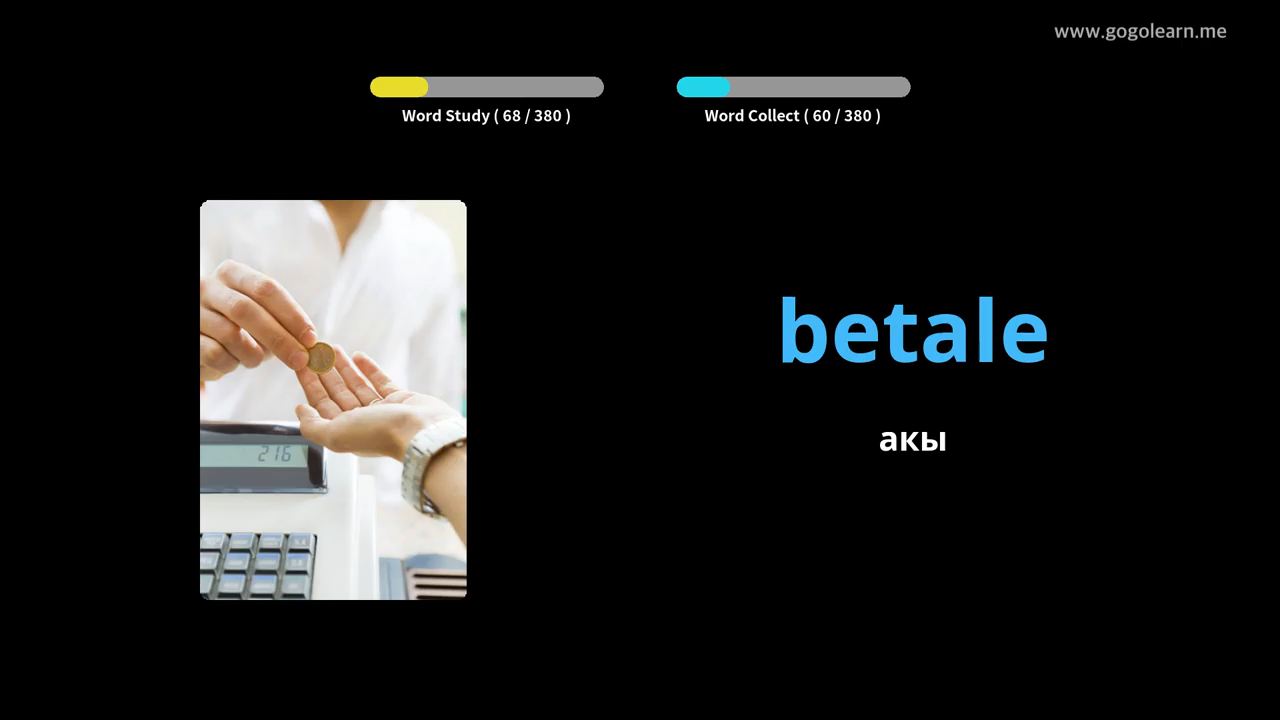 www.gogolearn.me
Word Study ( 68 / 380 )
Word Collect ( 60 / 380 )
betale
акы
216